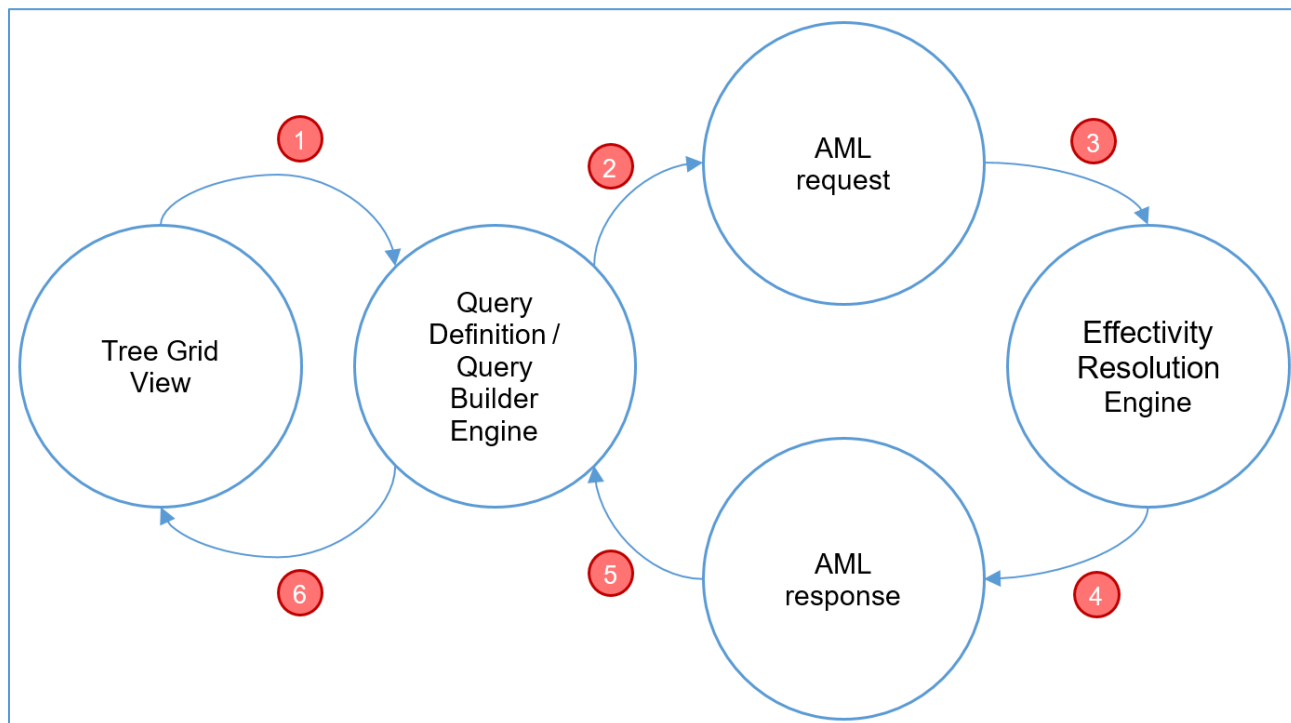 1
2
3
AML
request
Tree Grid
View
Query
Definition /
Query
Builder
Engine
Effectivity
Resolution
Engine
AML
response
6
5
4